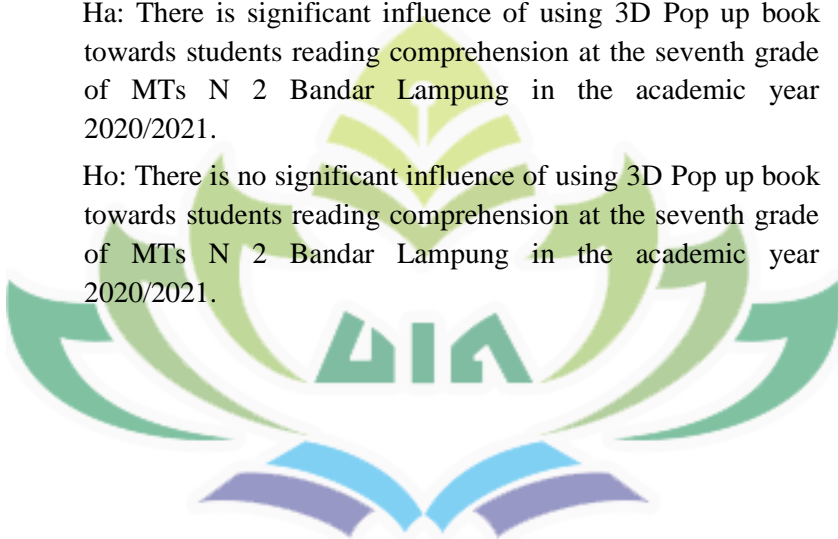 Ha: There is significant influence of using 3D Pop up book
towards students reading comprehension at the seventh grade
of MTs N 2 Bandar Lampung in the academic year
2020/2021.
Ho: There is no significant influence of using 3D Pop up book
towards students reading comprehension at the seventh grade
of MTs N 2 Bandar Lampung in the academic year
2020/2021.